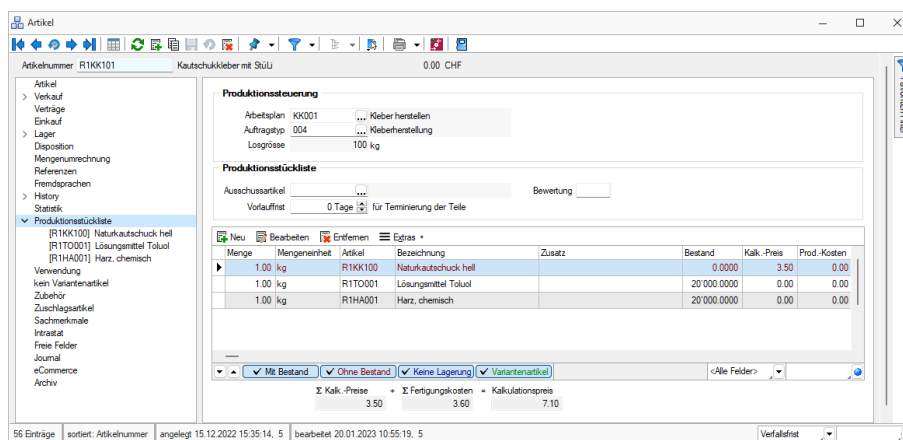 Artikel
Artikelnummer R1KK101 Kautschukkleber mit StüLi 0.00 CHF
Artikel
Verkauf
Verträge
Einkauf
Lager
Disposition
Mengenumrechnung
Referenzen
Fremdsprachen
History
Statistik
Produktionsstückliste
[R1KK100] Naturkautschuck hell
[R1TO001] Lösungsmittel Toluol
[R1HA001] Harz, chemisch
Verwendung
kein Variantenartikel
Zubehör
Zuschlagsartikel
Sachmerkmale
Intrastat
Freie Felder
Journal
eCommerce
Archiv
Produktionssteuerung
Arbeitsplan KK001 ... Kleber herstellen
Auftragstyp 004 ... Kleberherstellung
Losgrösse 100 kg
Produktionsstückliste
Ausschussartikel ... Bewertung
Vorlauffrist 0 Tage für Terminierung der Teile
Neu Bearbeiten Entfernen Extras
Menge Mengeneinheit Artikel Bezeichnung Zusatz Bestand Kalk.-Preis Prod.-Kosten
1.00 kg R1KK100 Naturkautschuck hell 0.0000 3.50 0.00
1.00 kg R1TO001 Lösungsmittel Toluol 20'000.0000 0.00 0.00
1.00 kg R1HA001 Harz, chemisch 20'000.0000 0.00 0.00
Mit Bestand Ohne Bestand Keine Lagerung Variantenartikel <Alle Felder>
Σ Kalk.-Preise + Σ Fertigungskosten = Kalkulationspreis
3.50 3.60 7.10
56 Einträge sortiert: Artikelnummer angelegt 15.12.2022 15:35:14, 5 bearbeitet 20.01.2023 10:55:19, 5 Verfallsfrist